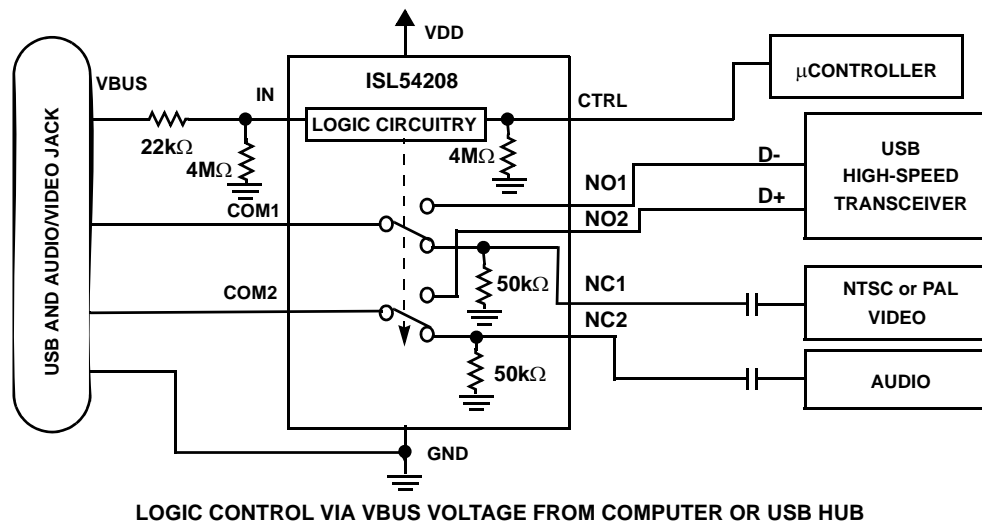 VDD
ISL54208
VBUS
IN
CTRL
μCONTROLLER
LOGIC CIRCUITRY
22kΩ
4MΩ
4MΩ
USB AND AUDIO/VIDEO JACK
NO1
D-
USB
HIGH-SPEED
TRANSCEIVER
D+
NO2
COM1
COM2
50kΩ
NC1
NTSC or PAL
VIDEO
NC2
50kΩ
AUDIO
GND
LOGIC CONTROL VIA VBUS VOLTAGE FROM COMPUTER OR USB HUB